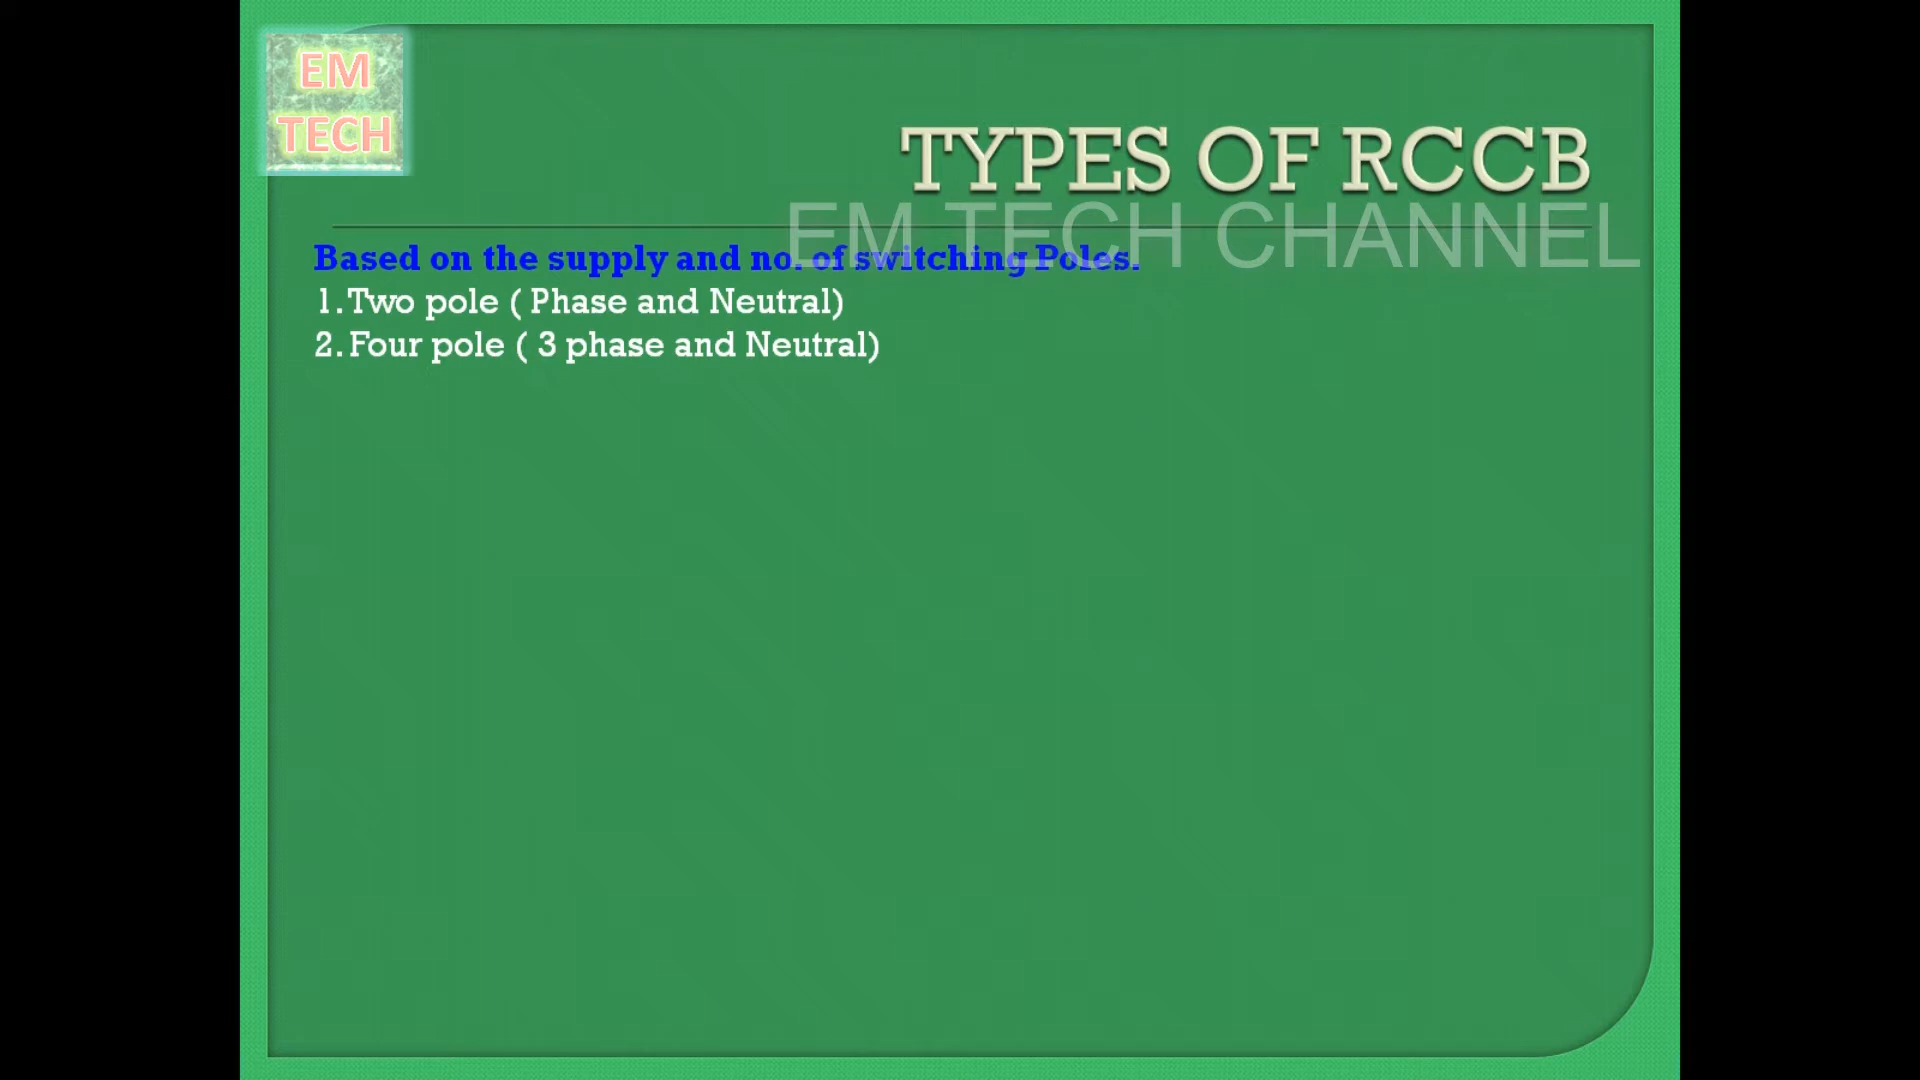 EM
TECH
TYPES OF RCCB
EM TECH CHANNEL
Based on the supply and no. of switching Poles.
1. Two pole ( Phase and Neutral)
2. Four pole ( 3 phase and Neutral)